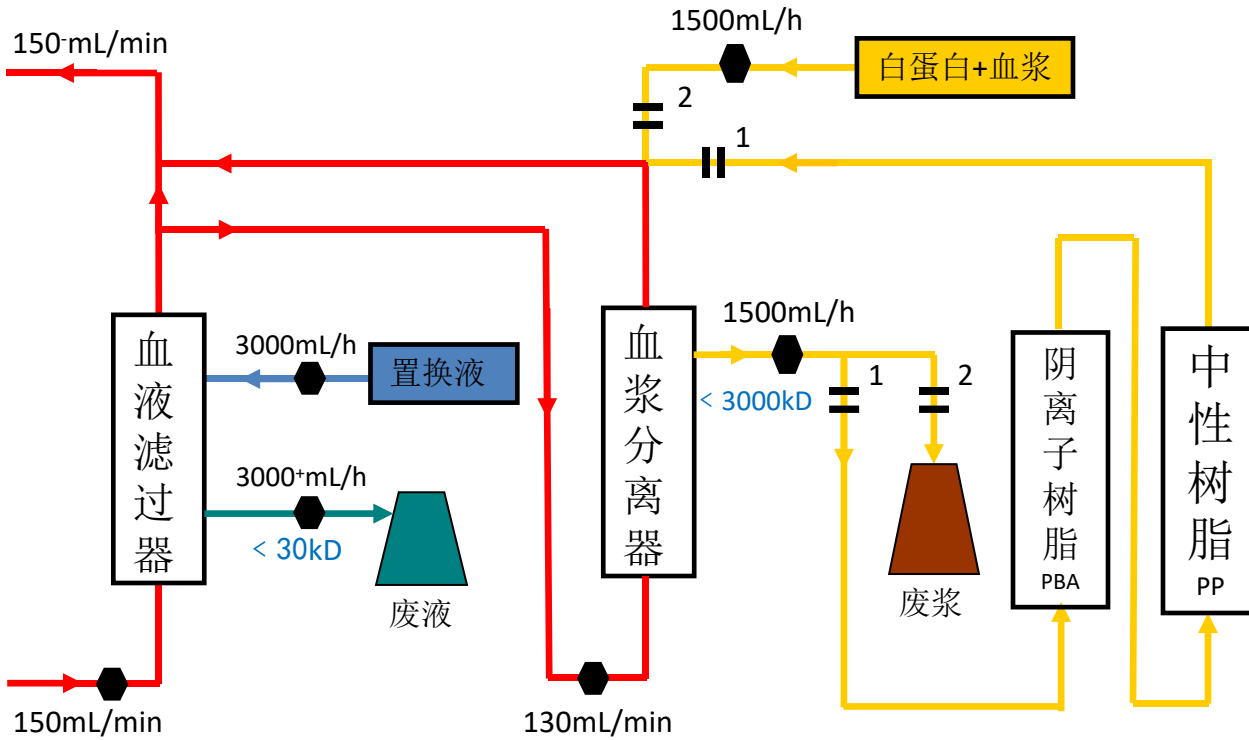 1500mL/h
150⁻mL/min
白蛋白+血浆
2
1
1500mL/h
3000mL/h
置换液
血液滤过器
血浆分离器
＜3000kD
1
2
阴离子树脂
PBA
中性树脂
PP
3000⁺mL/h
＜30kD
废液
废浆
150mL/min
130mL/min